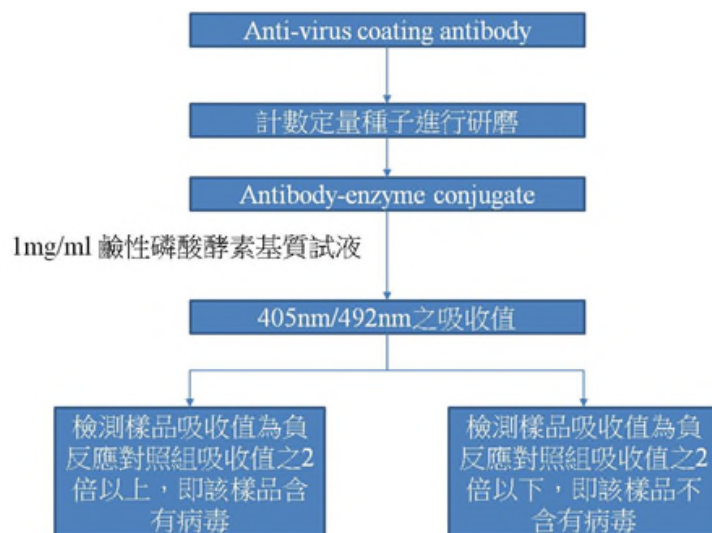 Anti-virus coating antibody
計數定量種子進行研磨
Antibody-enzyme conjugate
1mg/ml 鹼性磷酸酵素基質試液
405nm/492nm之吸收值
檢測樣品吸收值為負
反應對照組吸收值之2
倍以上，即該樣品含
有病毒
檢測樣品吸收值為負
反應對照組吸收值之2
倍以下，即該樣品不
含有病毒